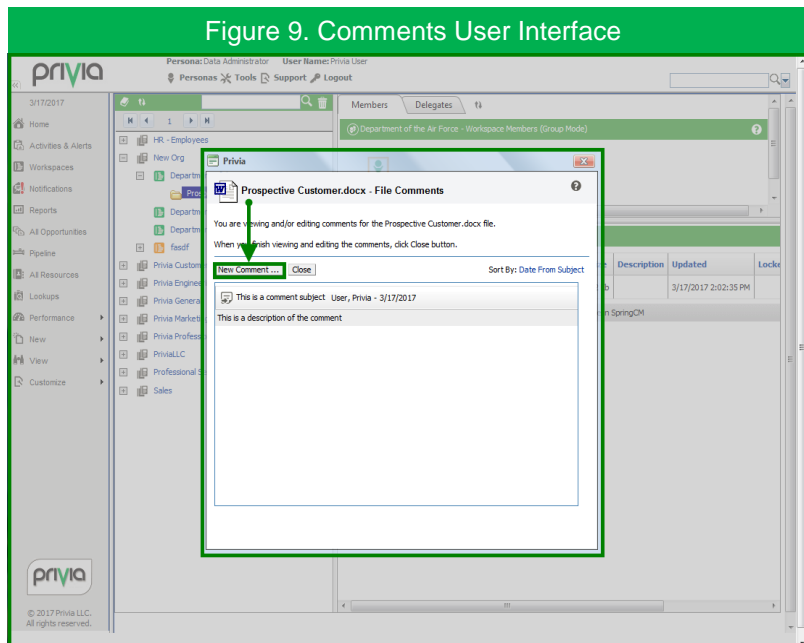 Figure 9. Comments User Interface
privia
Persona: Data Administrator User Name: Privia User
Personas Tools Support Logout
3/17/2017
Home
Activities & Alerts
Workspaces
Notifications
Reports
All Opportunities
Pipeline
All Resources
Lookups
Performance
New
View
Customize
privia
© 2017 Privia LLC.
All rights reserved.
1
HR - Employees
New Org
Departm
Pros
Departm
Departm
fasdf
Privia Custom
Privia Engine
Privia Genera
Privia Marketi
Privia Profess
PriviaLLC
Professional S
Sales
Members Delegates
Department of the Air Force - Workspace Members (Group Mode)
Description Updated Locke
3/17/2017 2:02:35 PM
n SpringCM
Privia
Prospective Customer.docx - File Comments
You are viewing and/or editing comments for the Prospective Customer.docx file.
When you finish viewing and editing the comments, click Close button.
New Comment ... Close Sort By: Date From Subject
This is a comment subject User, Privia - 3/17/2017
This is a description of the comment